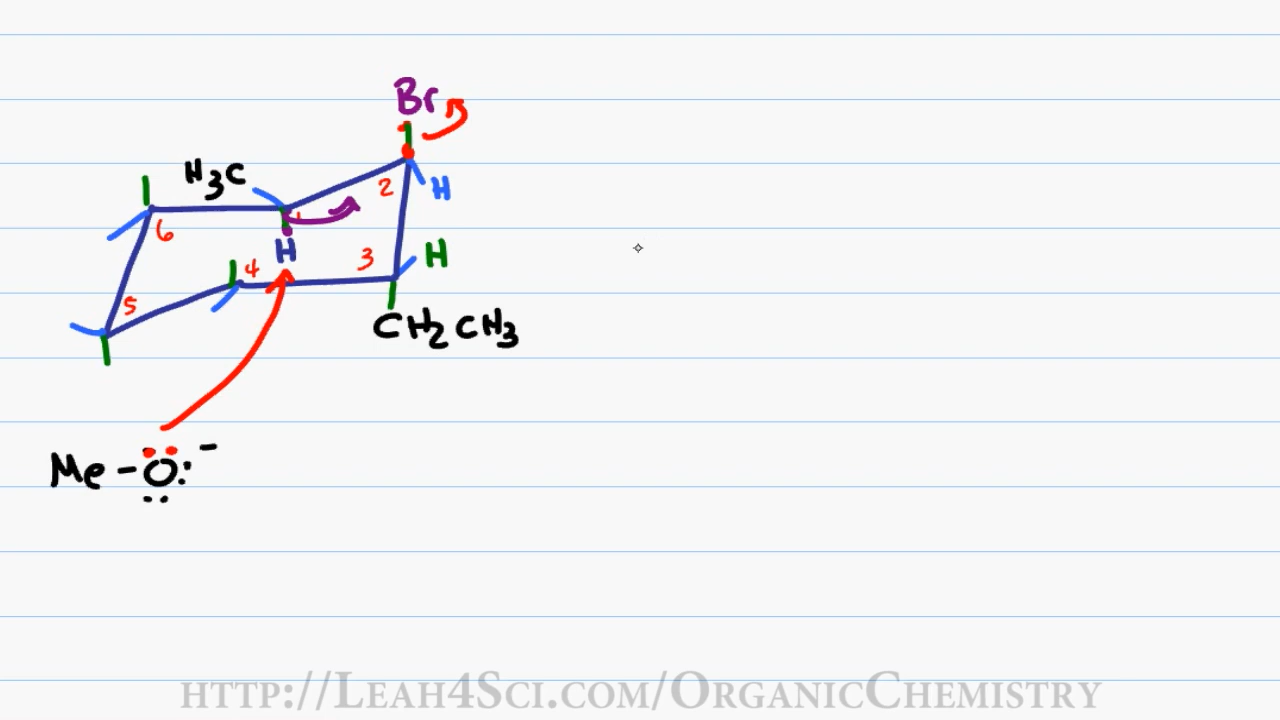 Br
H3C
2
H
6
1
H
4
3
H
5
CH2CH3
Me-O:-
http://Leah4Sci.com/OrganicChemistry